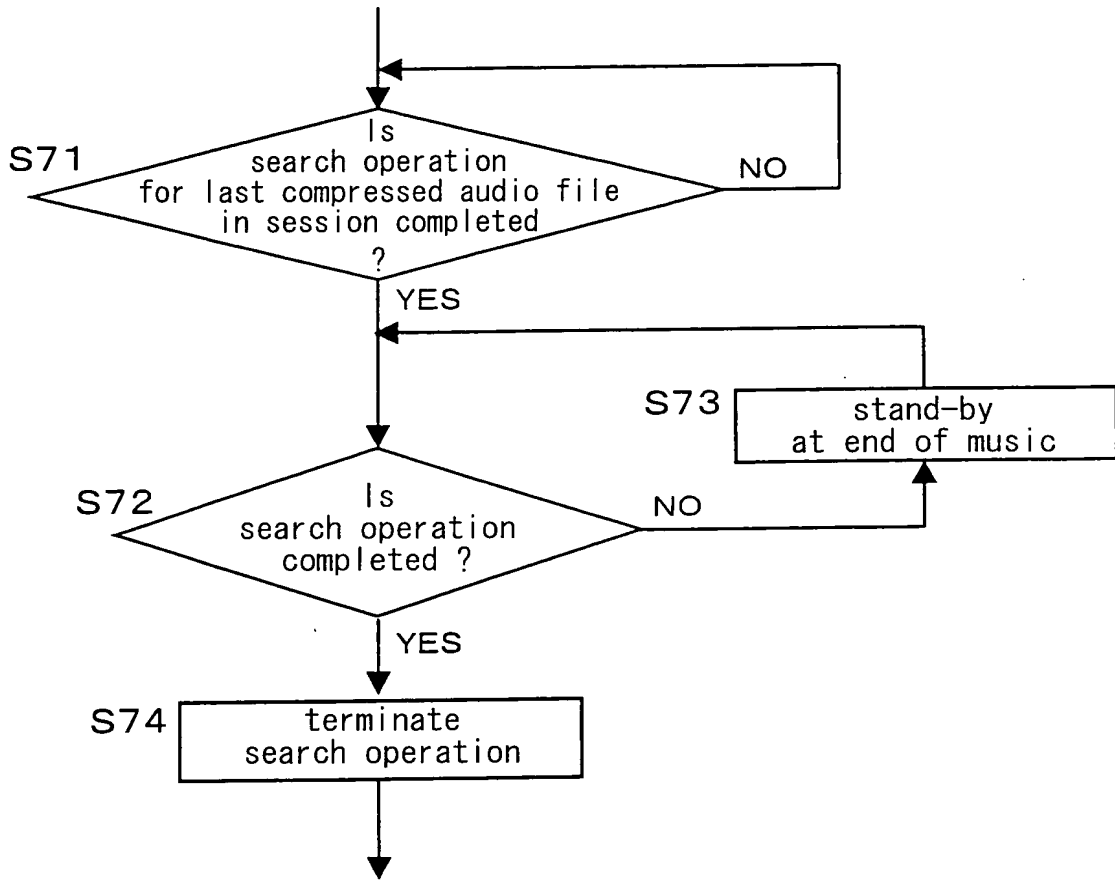 S71
Is
search operation
for last compressed audio file
in session completed
?
NO
YES
S73
stand-by
at end of music
S72
Is
search operation
completed ?
NO
YES
S74
terminate
search operation